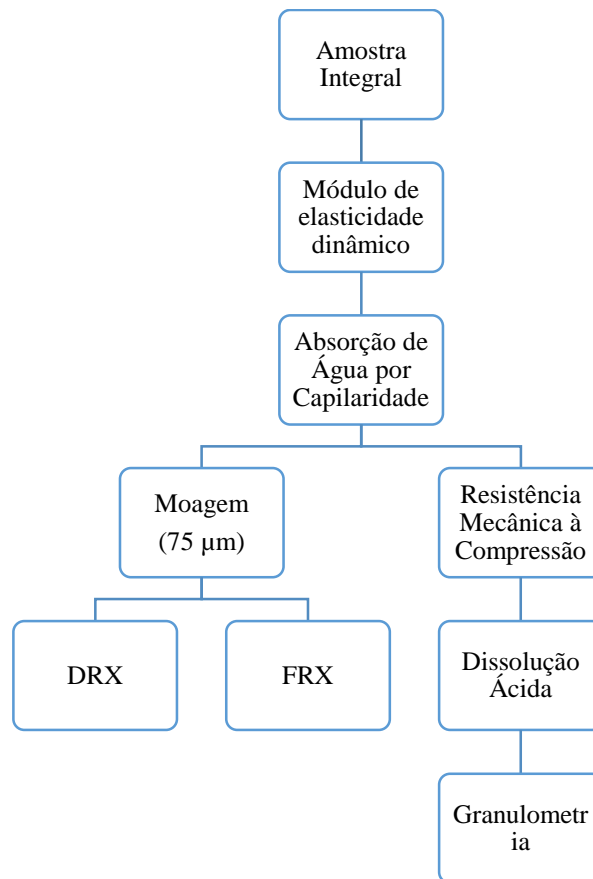 Amostra
Integral
Módulo de
elasticidade
dinâmico
Absorção de
Água por
Capilaridade
Moagem
(75 µm)
Resistência
Mecânica à
Compressão
DRX
FRX
Dissolução
Ácida
Granulometr
ia